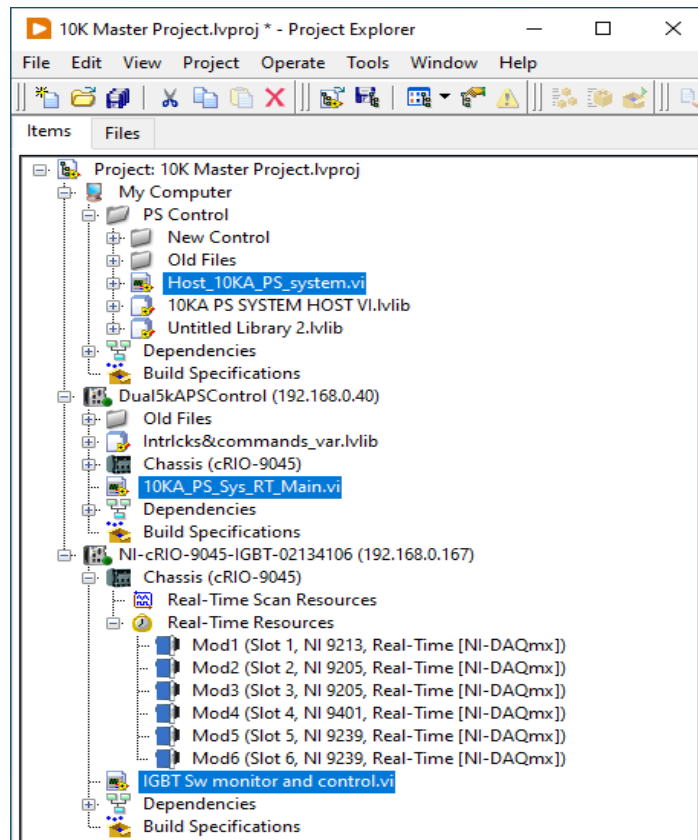 10K Master Project.lvproj * - Project Explorer
File Edit View Project Operate Tools Window Help
Items Files
Project: 10K Master Project.lvproj
My Computer
PS Control
New Control
Old Files
Host_10KA_PS_system.vi
10KA PS SYSTEM HOST VI.lvlib
Untitled Library 2.lvlib
Dependencies
Build Specifications
Dual5kAPSControl (192.168.0.40)
Old Files
Intrlcks&commands_var.lvlib
Chassis (cRIO-9045)
10KA_PS_Sys_RT_Main.vi
Dependencies
Build Specifications
NI-cRIO-9045-IGBT-02134106 (192.168.0.167)
Chassis (cRIO-9045)
Real-Time Scan Resources
Real-Time Resources
Mod1 (Slot 1, NI 9213, Real-Time [NI-DAQmx])
Mod2 (Slot 2, NI 9205, Real-Time [NI-DAQmx])
Mod3 (Slot 3, NI 9205, Real-Time [NI-DAQmx])
Mod4 (Slot 4, NI 9401, Real-Time [NI-DAQmx])
Mod5 (Slot 5, NI 9239, Real-Time [NI-DAQmx])
Mod6 (Slot 6, NI 9239, Real-Time [NI-DAQmx])
IGBT Sw monitor and control.vi
Dependencies
Build Specifications